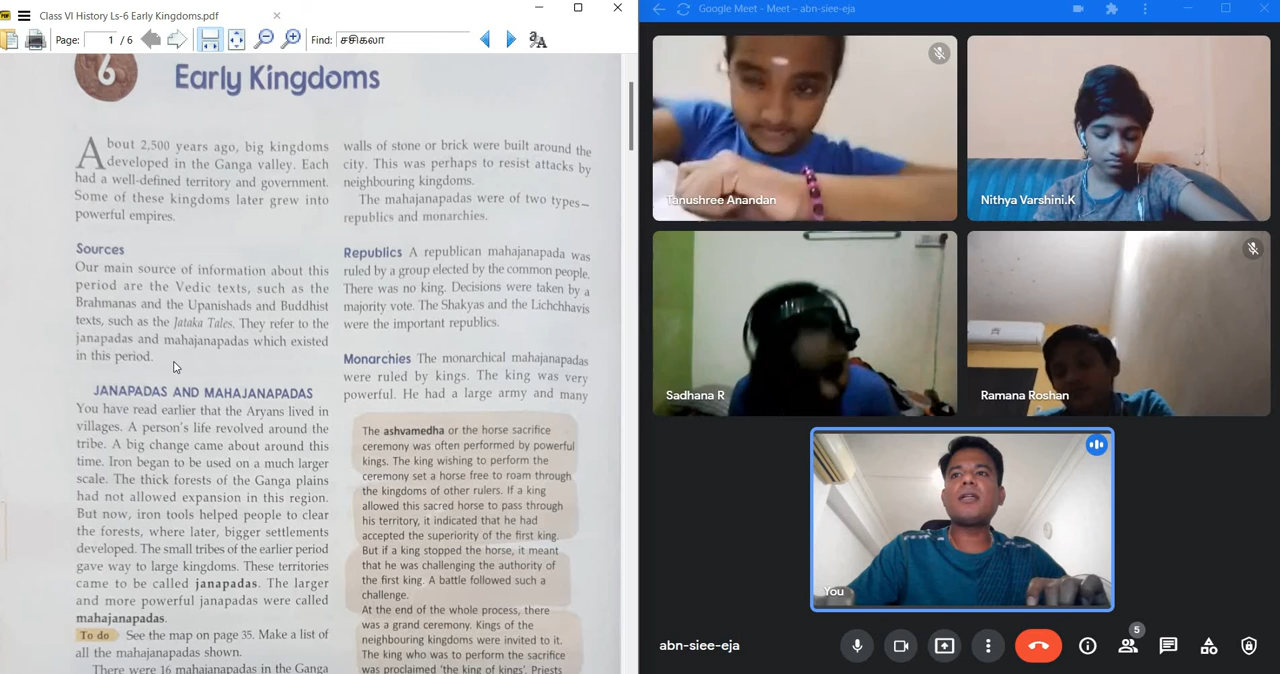 Class VI History Ls-6 Early Kingdoms.pdf
Page: 1 / 6
Find: சசிகலா
6
Early Kingdoms
About 2,500 years ago, big kingdoms
developed in the Ganga valley. Each
had a well-defined territory and government.
Some of these kingdoms later grew into
powerful empires.
Sources
Our main source of information about this
period are the Vedic texts, such as the
Brahmanas and the Upanishads and Buddhist
texts, such as the Jataka Tales. They refer to the
janapadas and mahajanapadas which existed
in this period.
JANAPADAS AND MAHAJANAPADAS
You have read earlier that the Aryans lived in
villages. A person's life revolved around the
tribe. A big change came about around this
time. Iron began to be used on a much larger
scale. The thick forests of the Ganga plains
had not allowed expansion in this region.
But now, iron tools helped people to clear
the forests, where later, bigger settlements
developed. The small tribes of the earlier period
gave way to large kingdoms. These territories
came to be called janapadas. The larger
and more powerful janapadas were called
mahajanapadas.
To do See the map on page 35. Make a list of
all the mahajanapadas shown.
There were 16 mahajanapadas in the Ganga
walls of stone or brick were built around the
city. This was perhaps to resist attacks by
neighbouring kingdoms.
The mahajanapadas were of two types–
republics and monarchies.
Republics A republican mahajanapada was
ruled by a group elected by the common people.
There was no king. Decisions were taken by a
majority vote. The Shakyas and the Lichchhavis
were the important republics.
Monarchies The monarchical mahajanapadas
were ruled by kings. The king was very
powerful. He had a large army and many
The ashvamedha or the horse sacrifice
ceremony was often performed by powerful
kings. The king wishing to perform the
ceremony set a horse free to roam through
the kingdoms of other rulers. If a king
allowed this sacred horse to pass through
his territory, it indicated that he had
accepted the superiority of the first king.
But if a king stopped the horse, it meant
that he was challenging the authority of
the first king. A battle followed such a
challenge.
At the end of the whole process, there
was a grand ceremony. Kings of the
neighbouring kingdoms were invited to it.
The king who was to perform the sacrifice
was proclaimed 'the king of kings'. Priests
Google Meet - Meet – abn-siee-eja
Tanushree Anandan
Nithya Varshini.K
Sadhana R
Ramana Roshan
You
abn-siee-eja
5